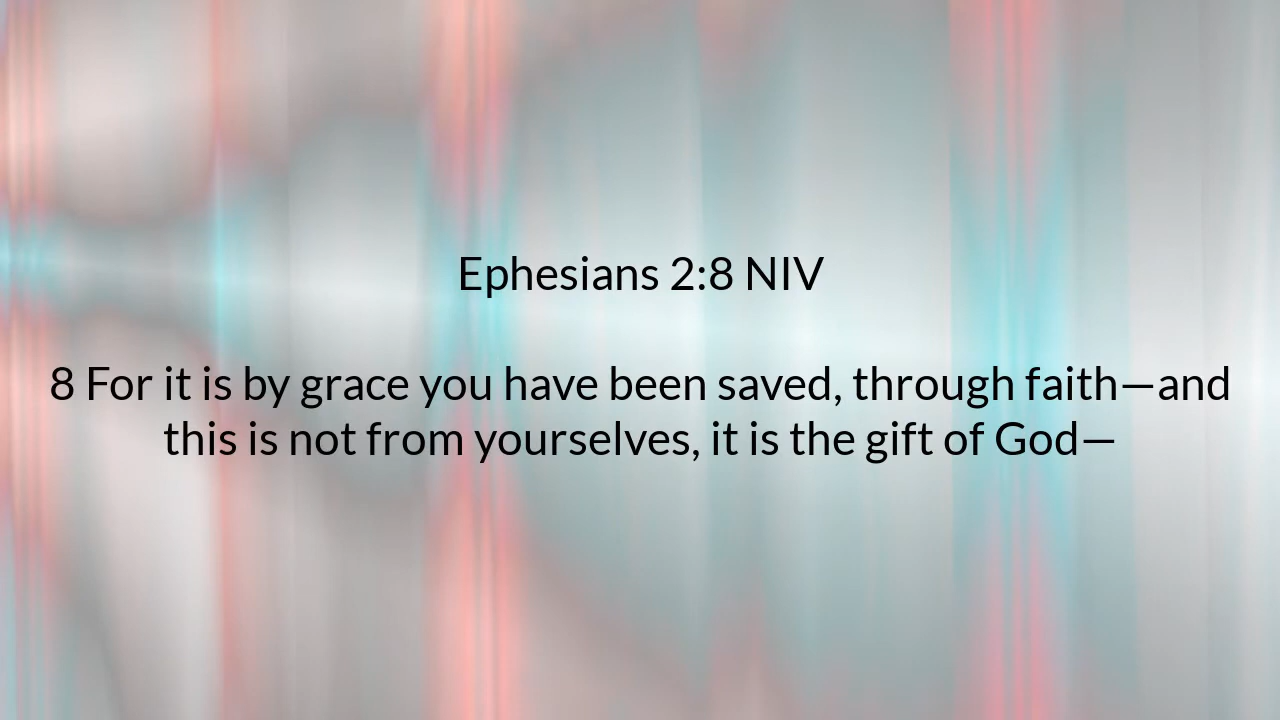 Ephesians 2:8 NIV
8 For it is by grace you have been saved, through faith—and
this is not from yourselves, it is the gift of God—